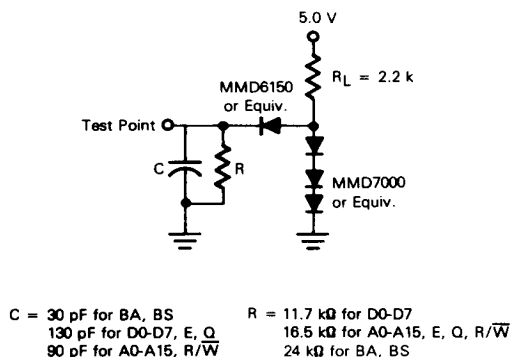 5.0 V
RL = 2.2 k
MMD6150
or Equiv.
Test Point
C
R
MMD7000
or Equiv.
C = 30 pF for BA, BS
130 pF for D0-D7, E, Q
90 pF for A0-A15, R/W̅
R = 11.7 kΩ for D0-D7
16.5 kΩ for A0-A15, E, Q, R/W̅
24 kΩ for BA, BS